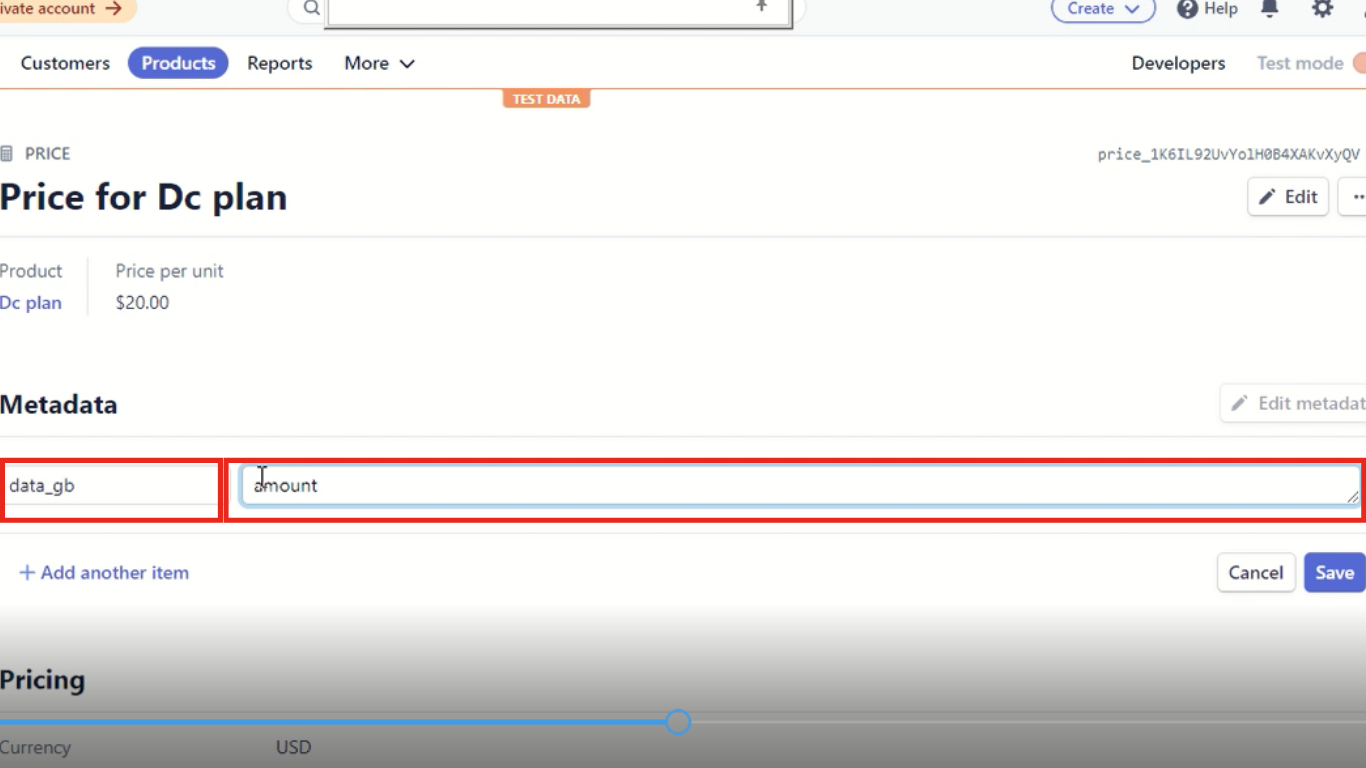 ivate account →
Create
Help
Customers
Products
Reports
More
Developers
Test mode
TEST DATA
PRICE
price_1K6IL92UvYolH0B4XAKvXyQV
Price for Dc plan
Edit
Product
Price per unit
Dc plan
$20.00
Metadata
Edit metadat
data_gb
amount
+ Add another item
Cancel
Save
Pricing
Currency
USD